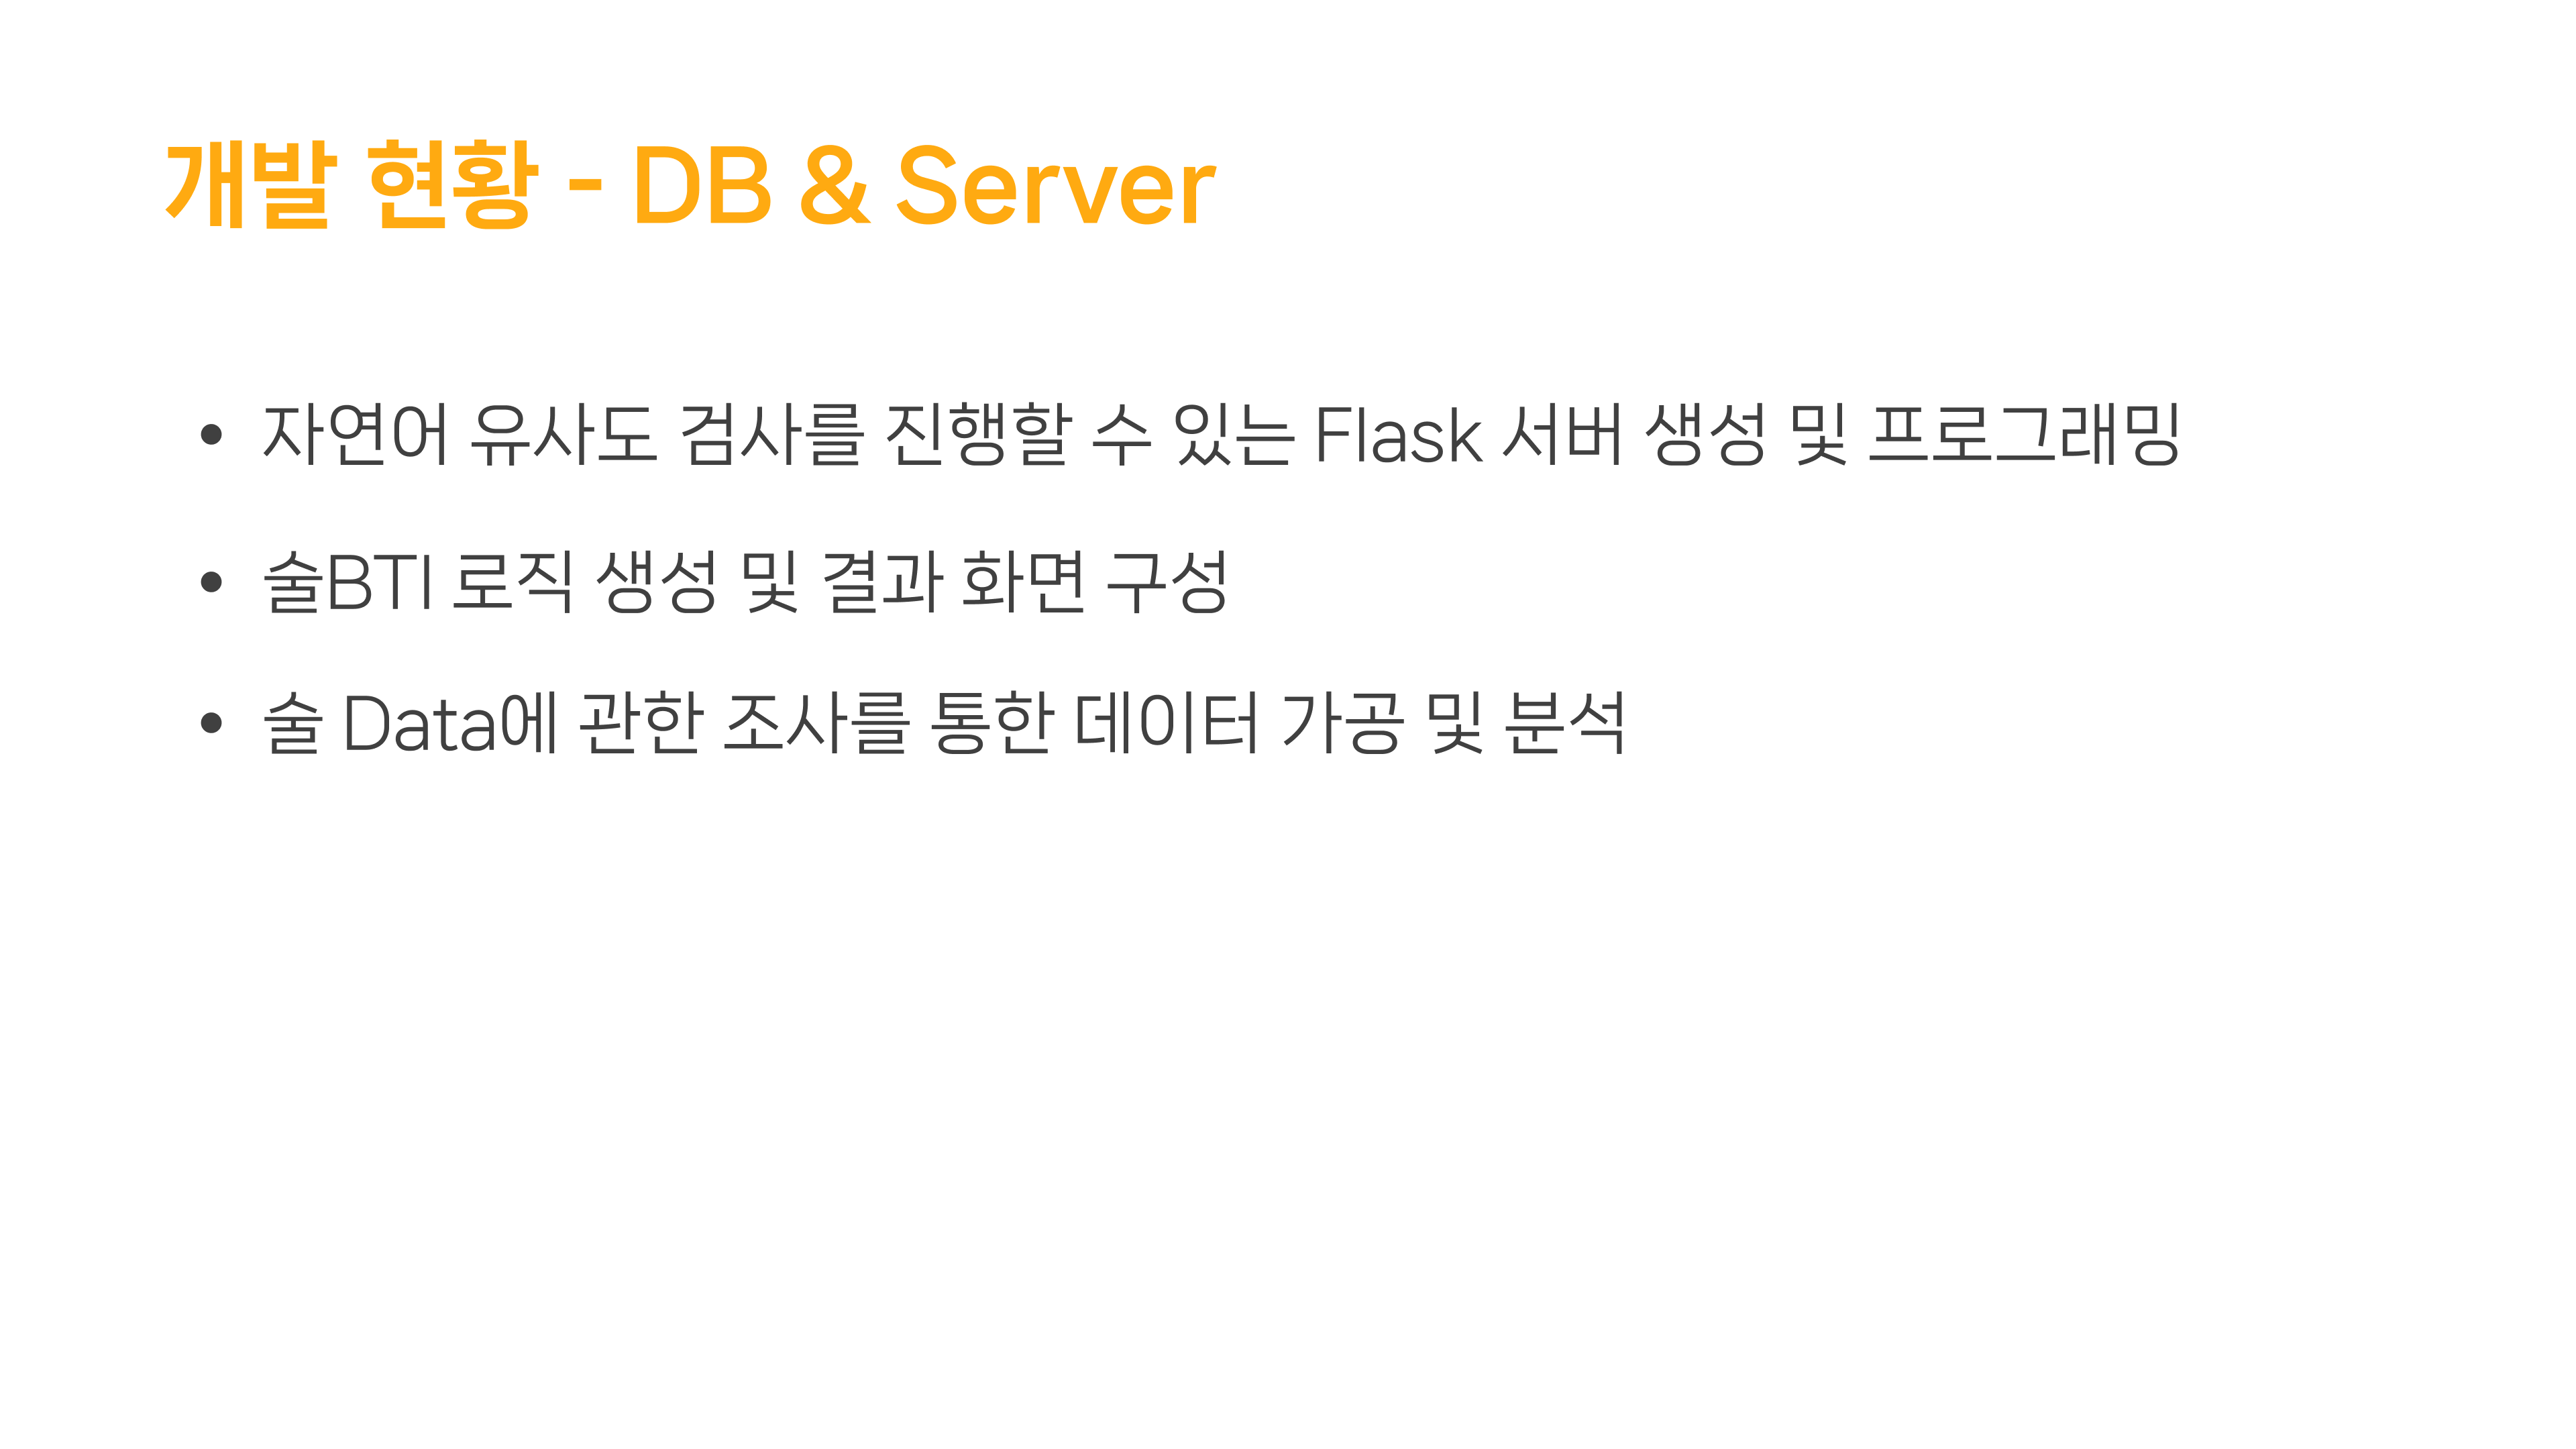 개발 현황 - DB & Server
• 자연어 유사도 검사를 진행할 수 있는 Flask 서버 생성 및 프로그래밍
• 술BTI 로직 생성 및 결과 화면 구성
• 술 Data에 관한 조사를 통한 데이터 가공 및 분석